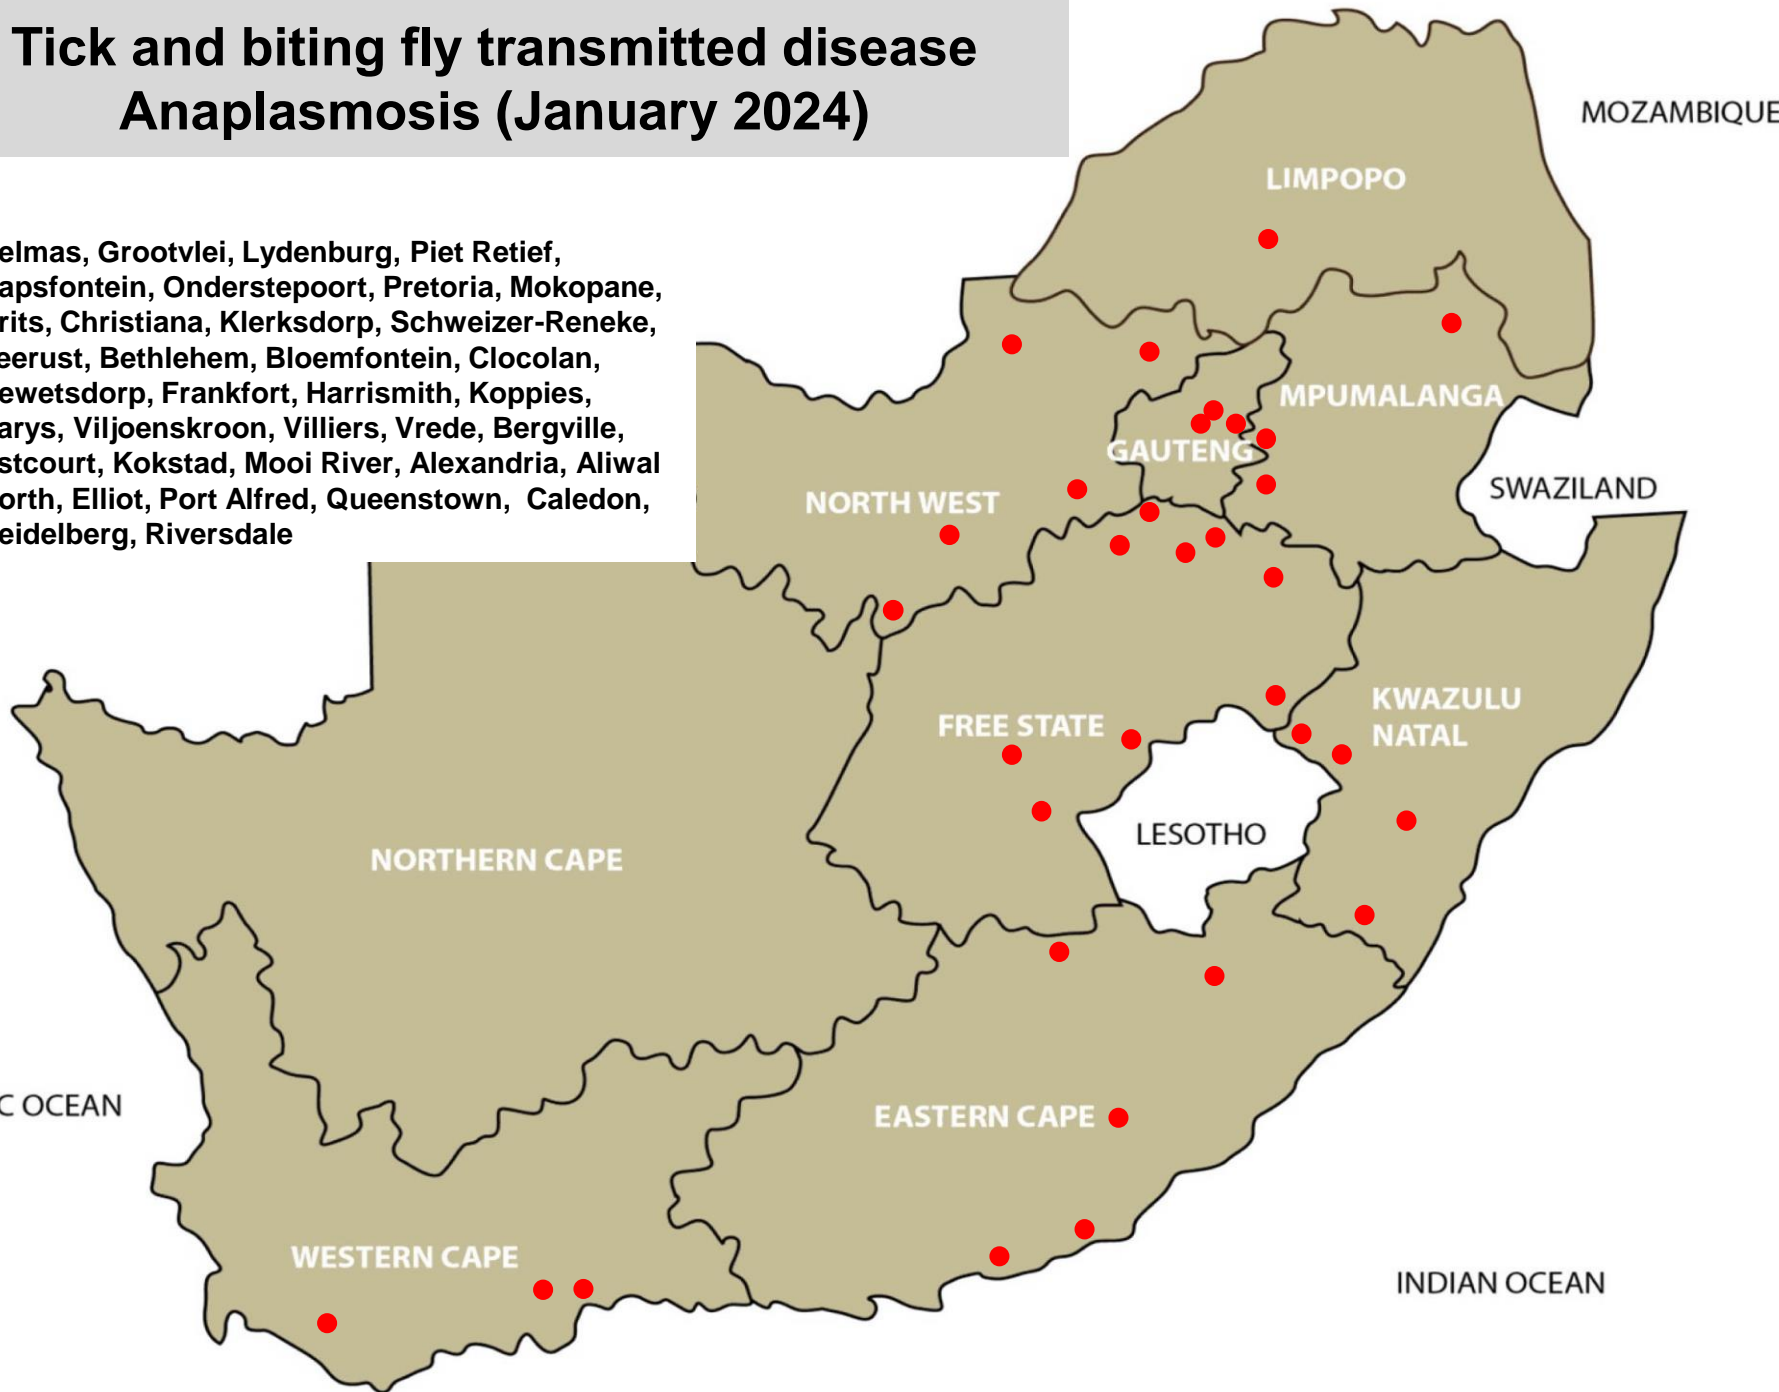 Tick and biting fly transmitted disease
Anaplasmosis (January 2024)
MOZAMBIQUE
LIMPOPO
elmas, Grootvlei, Lydenburg, Piet Retief,
apsfontein, Onderstepoort, Pretoria, Mokopane,
rits, Christiana, Klerksdorp, Schweizer-Reneke,
eerust, Bethlehem, Bloemfontein, Clocolan,
ewetsdorp, Frankfort, Harrismith, Koppies,
arys, Viljoenskroon, Villiers, Vrede, Bergville,
stcourt, Kokstad, Mooi River, Alexandria, Aliwal
orth, Elliot, Port Alfred, Queenstown, Caledon,
eidelberg, Riversdale
MPUMALANGA
GAUTENG
NORTH WEST
SWAZILAND
KWAZULU
NATAL
FREE STATE
LESOTHO
NORTHERN CAPE
C OCEAN
EASTERN CAPE
WESTERN CAPE
INDIAN OCEAN